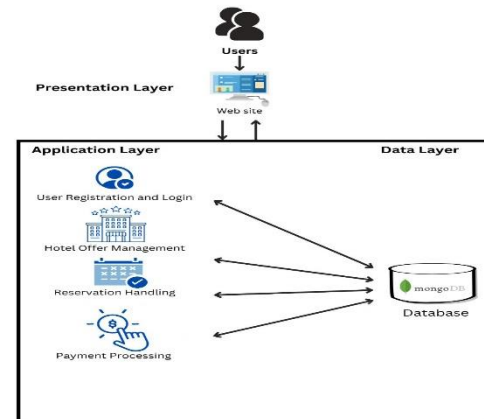 Users
Presentation Layer
Web site
Application Layer
Data Layer
User Registration and Login
Hotel Offer Management
Reservation Handling
mongoDB
Database
$
Payment Processing